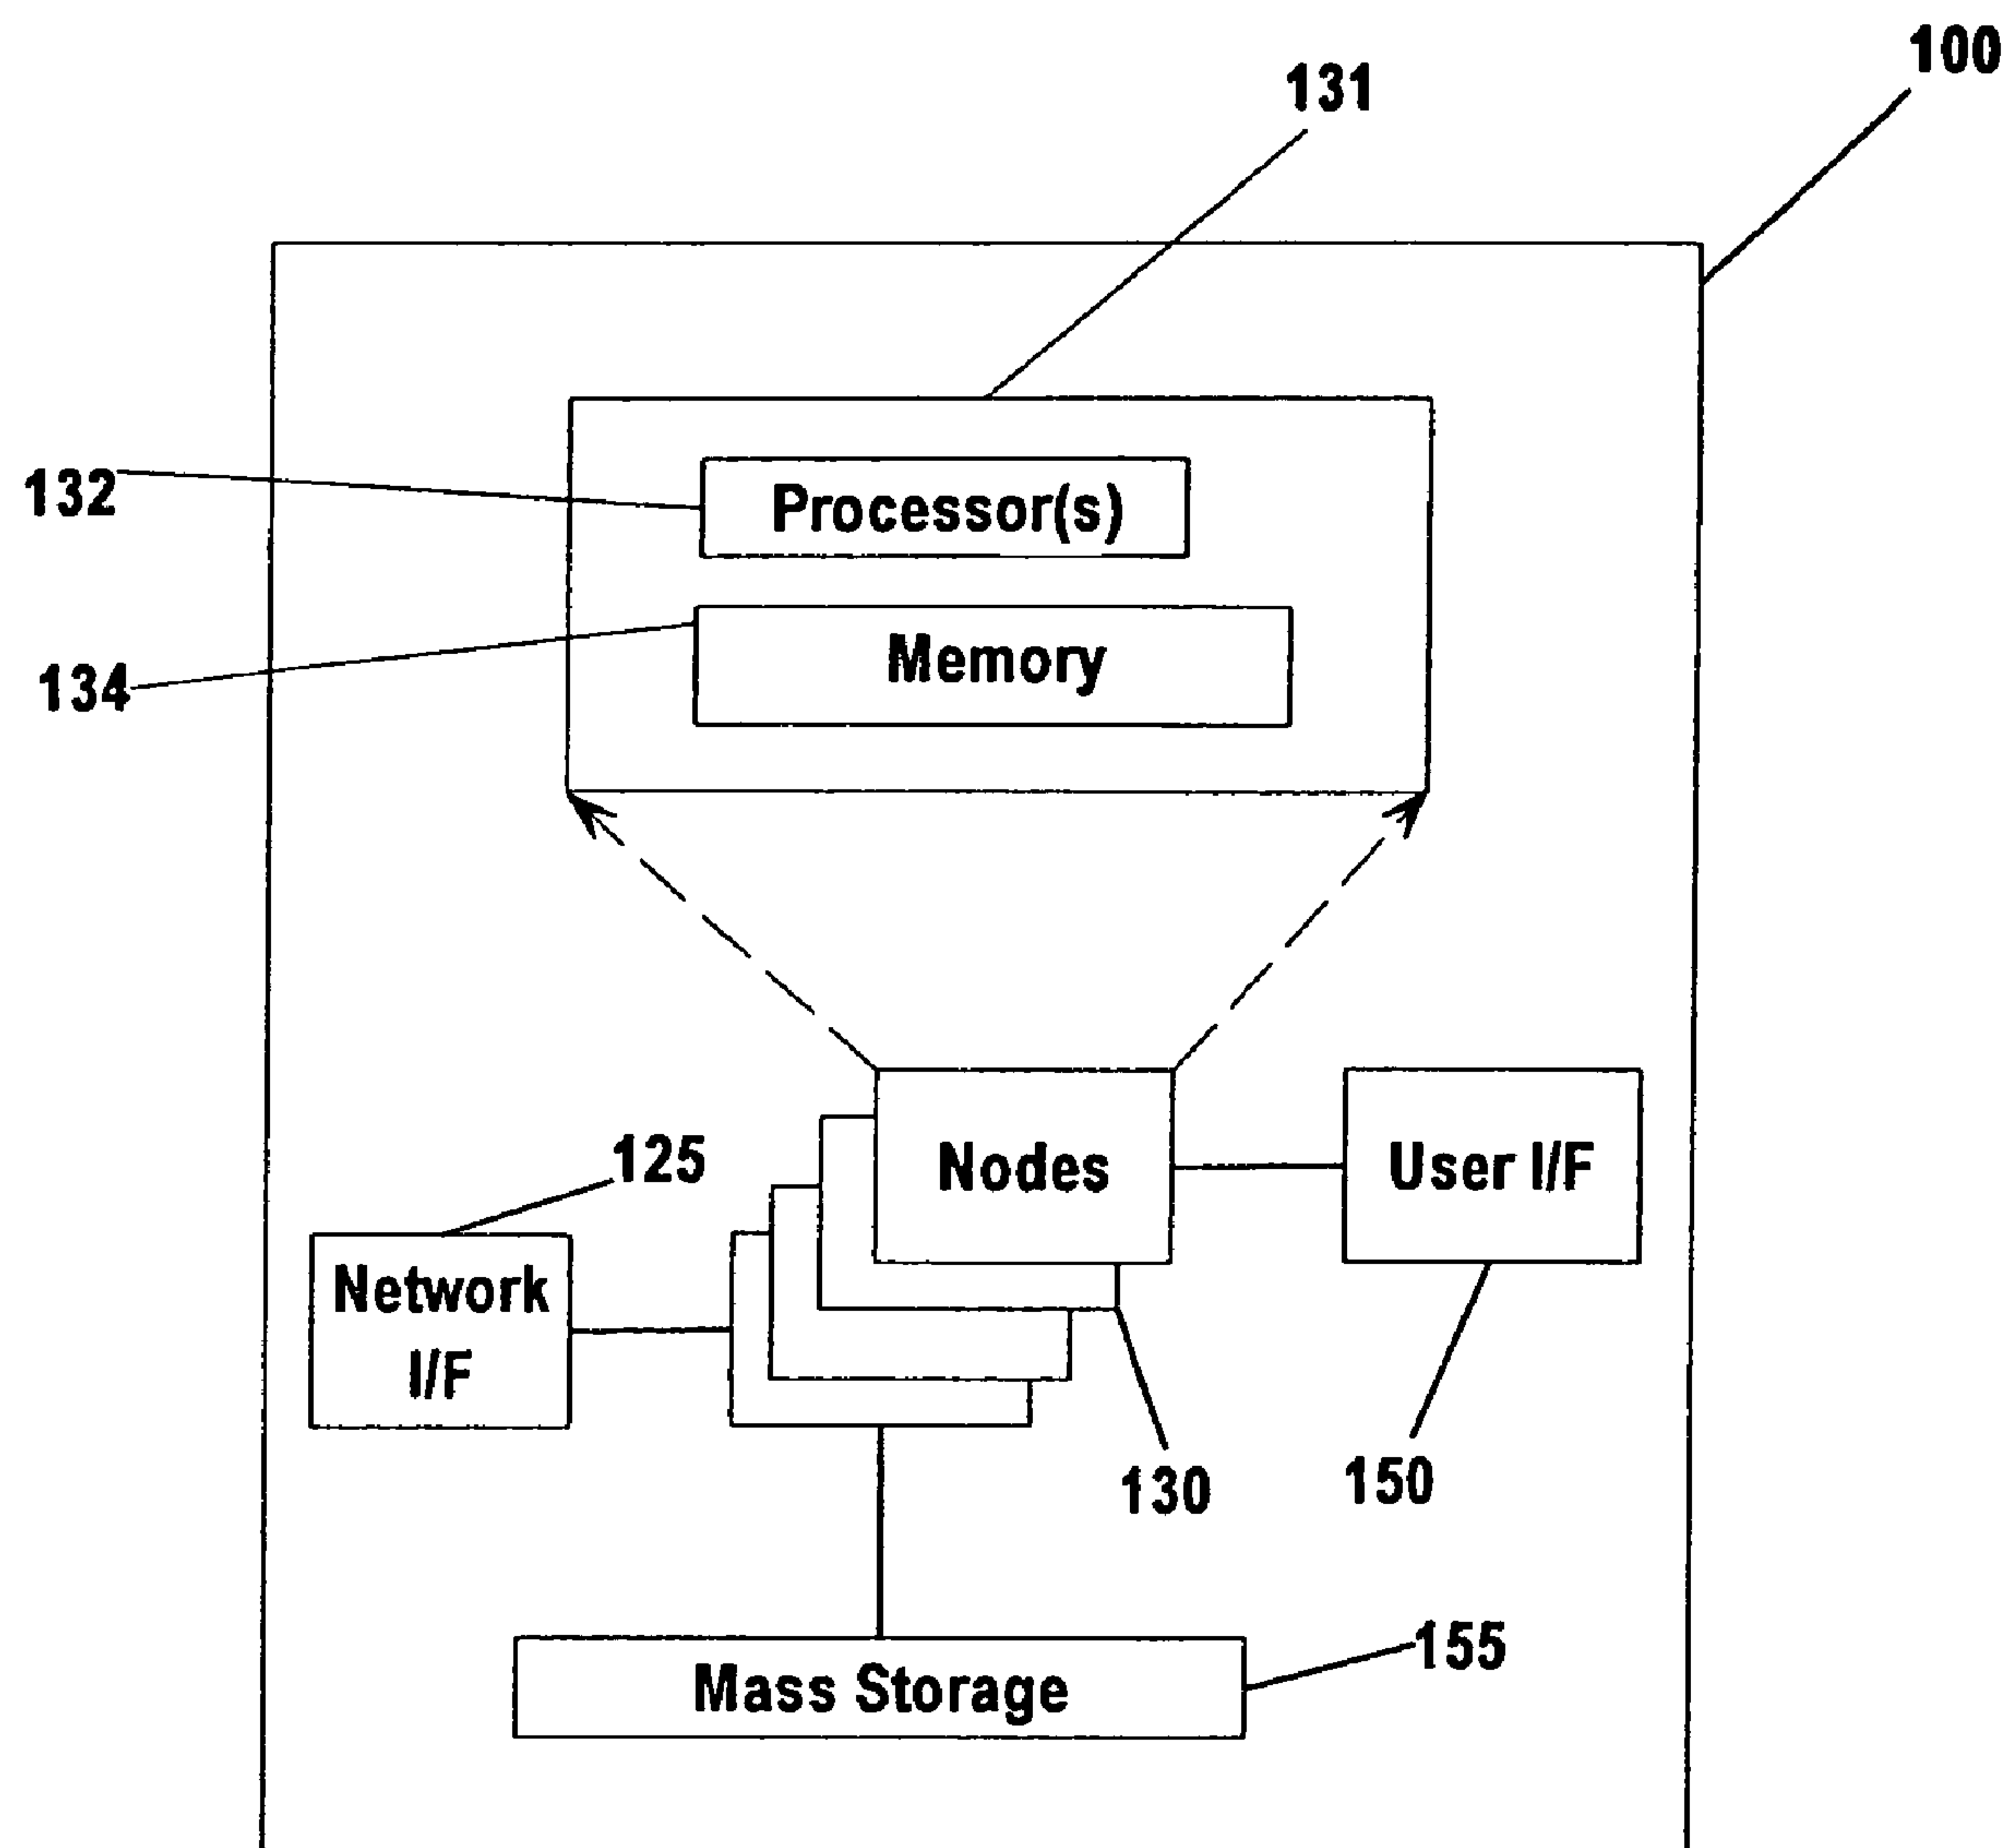 100
131
132
Processor(s)
134
Memory
125
Nodes
User I/F
Network
I/F
130
150
155
Mass Storage